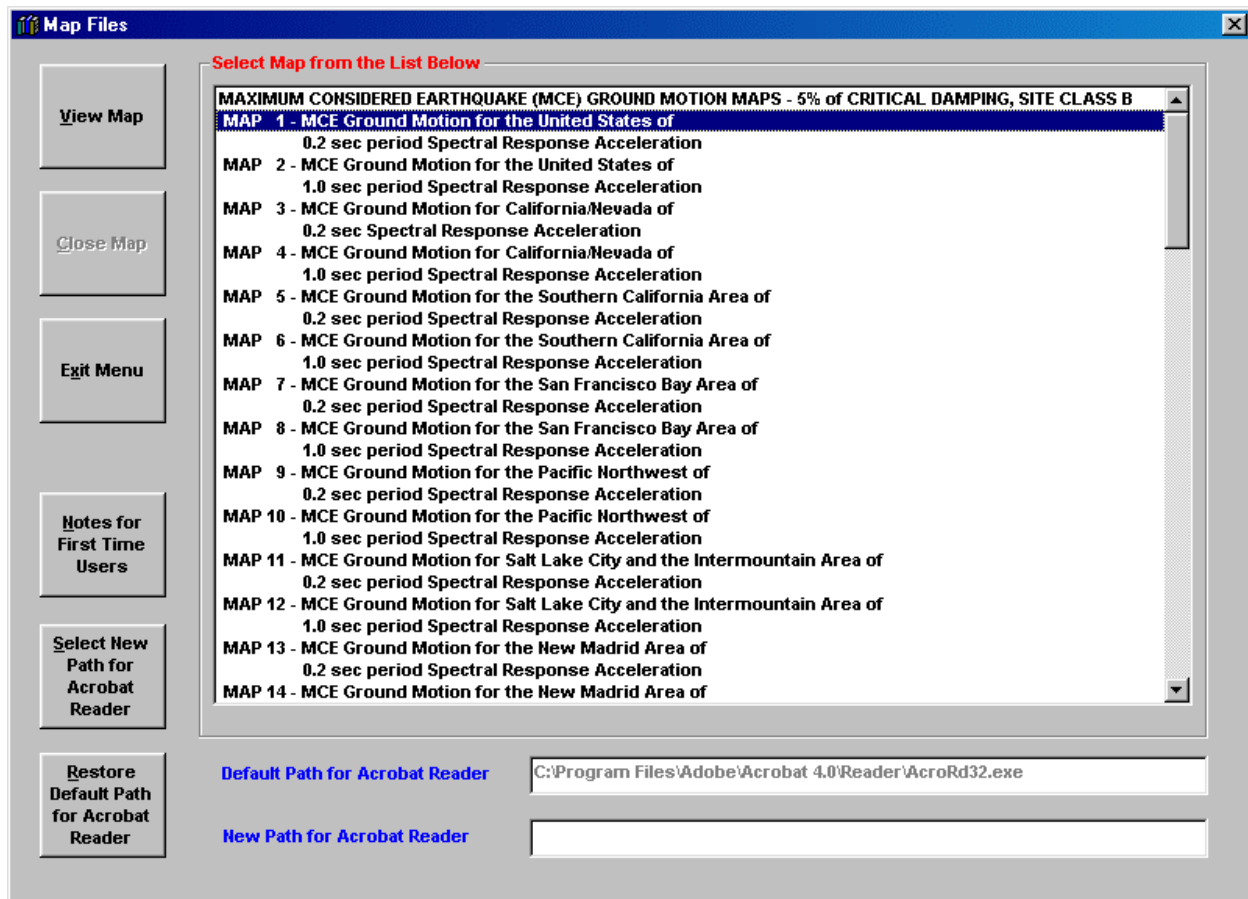 Map Files
View Map
Close Map
Exit Menu
Notes for
First Time
Users
Select New
Path for
Acrobat
Reader
Restore
Default Path
for Acrobat
Reader
Select Map from the List Below
MAXIMUM CONSIDERED EARTHQUAKE (MCE) GROUND MOTION MAPS - 5% of CRITICAL DAMPING, SITE CLASS B
MAP 1 - MCE Ground Motion for the United States of
0.2 sec period Spectral Response Acceleration
MAP 2 - MCE Ground Motion for the United States of
1.0 sec period Spectral Response Acceleration
MAP 3 - MCE Ground Motion for California/Nevada of
0.2 sec Spectral Response Acceleration
MAP 4 - MCE Ground Motion for California/Nevada of
1.0 sec period Spectral Response Acceleration
MAP 5 - MCE Ground Motion for the Southern California Area of
0.2 sec period Spectral Response Acceleration
MAP 6 - MCE Ground Motion for the Southern California Area of
1.0 sec period Spectral Response Acceleration
MAP 7 - MCE Ground Motion for the San Francisco Bay Area of
0.2 sec period Spectral Response Acceleration
MAP 8 - MCE Ground Motion for the San Francisco Bay Area of
1.0 sec period Spectral Response Acceleration
MAP 9 - MCE Ground Motion for the Pacific Northwest of
0.2 sec period Spectral Response Acceleration
MAP 10 - MCE Ground Motion for the Pacific Northwest of
1.0 sec period Spectral Response Acceleration
MAP 11 - MCE Ground Motion for Salt Lake City and the Intermountain Area of
0.2 sec period Spectral Response Acceleration
MAP 12 - MCE Ground Motion for Salt Lake City and the Intermountain Area of
1.0 sec period Spectral Response Acceleration
MAP 13 - MCE Ground Motion for the New Madrid Area of
0.2 sec period Spectral Response Acceleration
MAP 14 - MCE Ground Motion for the New Madrid Area of
Default Path for Acrobat Reader
C:\Program Files\Adobe\Acrobat 4.0\Reader\AcroRd32.exe
New Path for Acrobat Reader